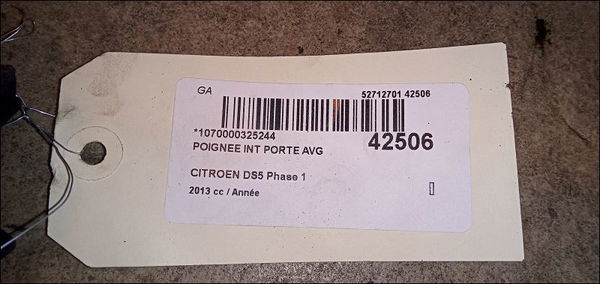 GA
52712701 42506
*1070000325244
42506
POIGNEE INT PORTE AVG
CITROEN DS5 Phase 1
2013 cc / Année